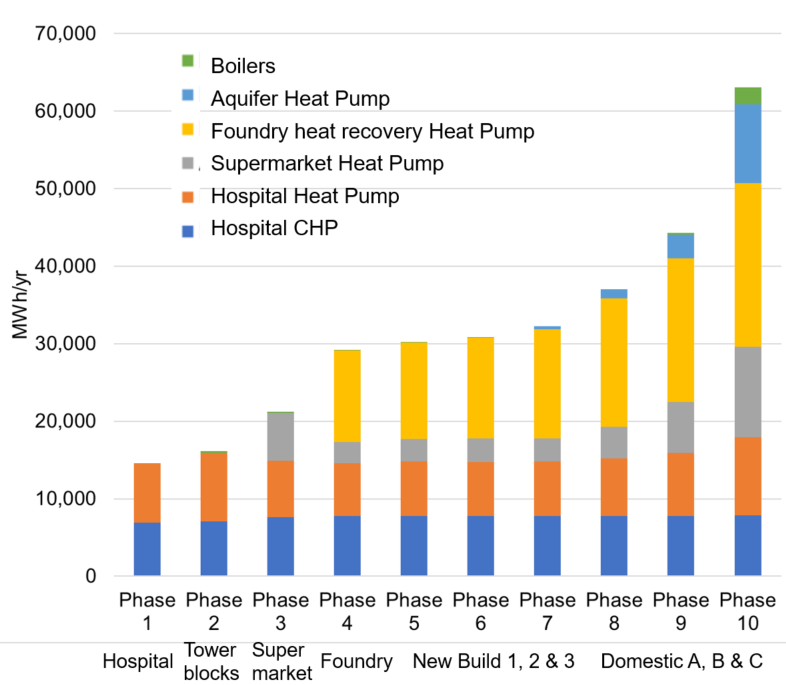 70,000
60,000
50,000
40,000
30,000
20,000
10,000
0
MWh/yr
Boilers
Aquifer Heat Pump
Foundry heat recovery Heat Pump
Supermarket Heat Pump
Hospital Heat Pump
Hospital CHP
Phase 1
Phase 2
Phase 3
Phase 4
Phase 5
Phase 6
Phase 7
Phase 8
Phase 9
Phase 10
Hospital
Tower
blocks
Super
market
Foundry
New Build 1, 2 & 3
Domestic A, B & C